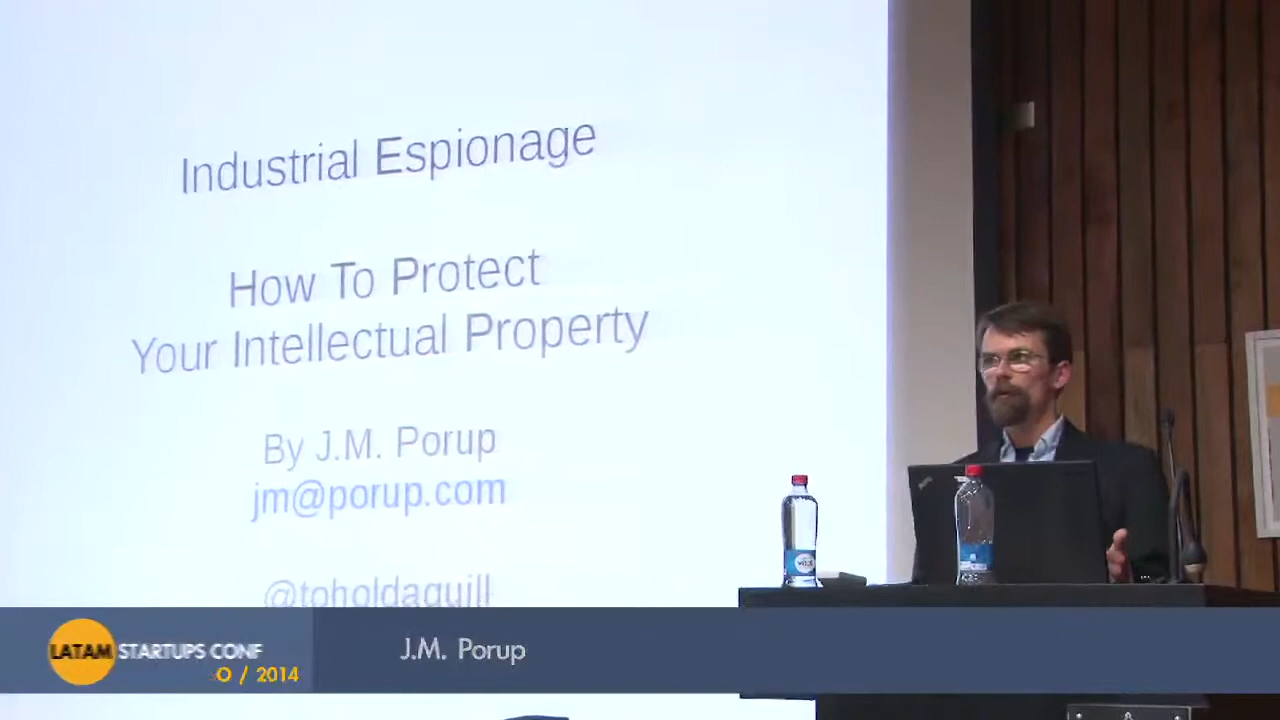 Industrial Espionage
How To Protect
Your Intellectual Property
By J.M. Porup
jm@porup.com
@toholdaquill
LATAM STARTUPS CONF
O / 2014
J.M. Porup